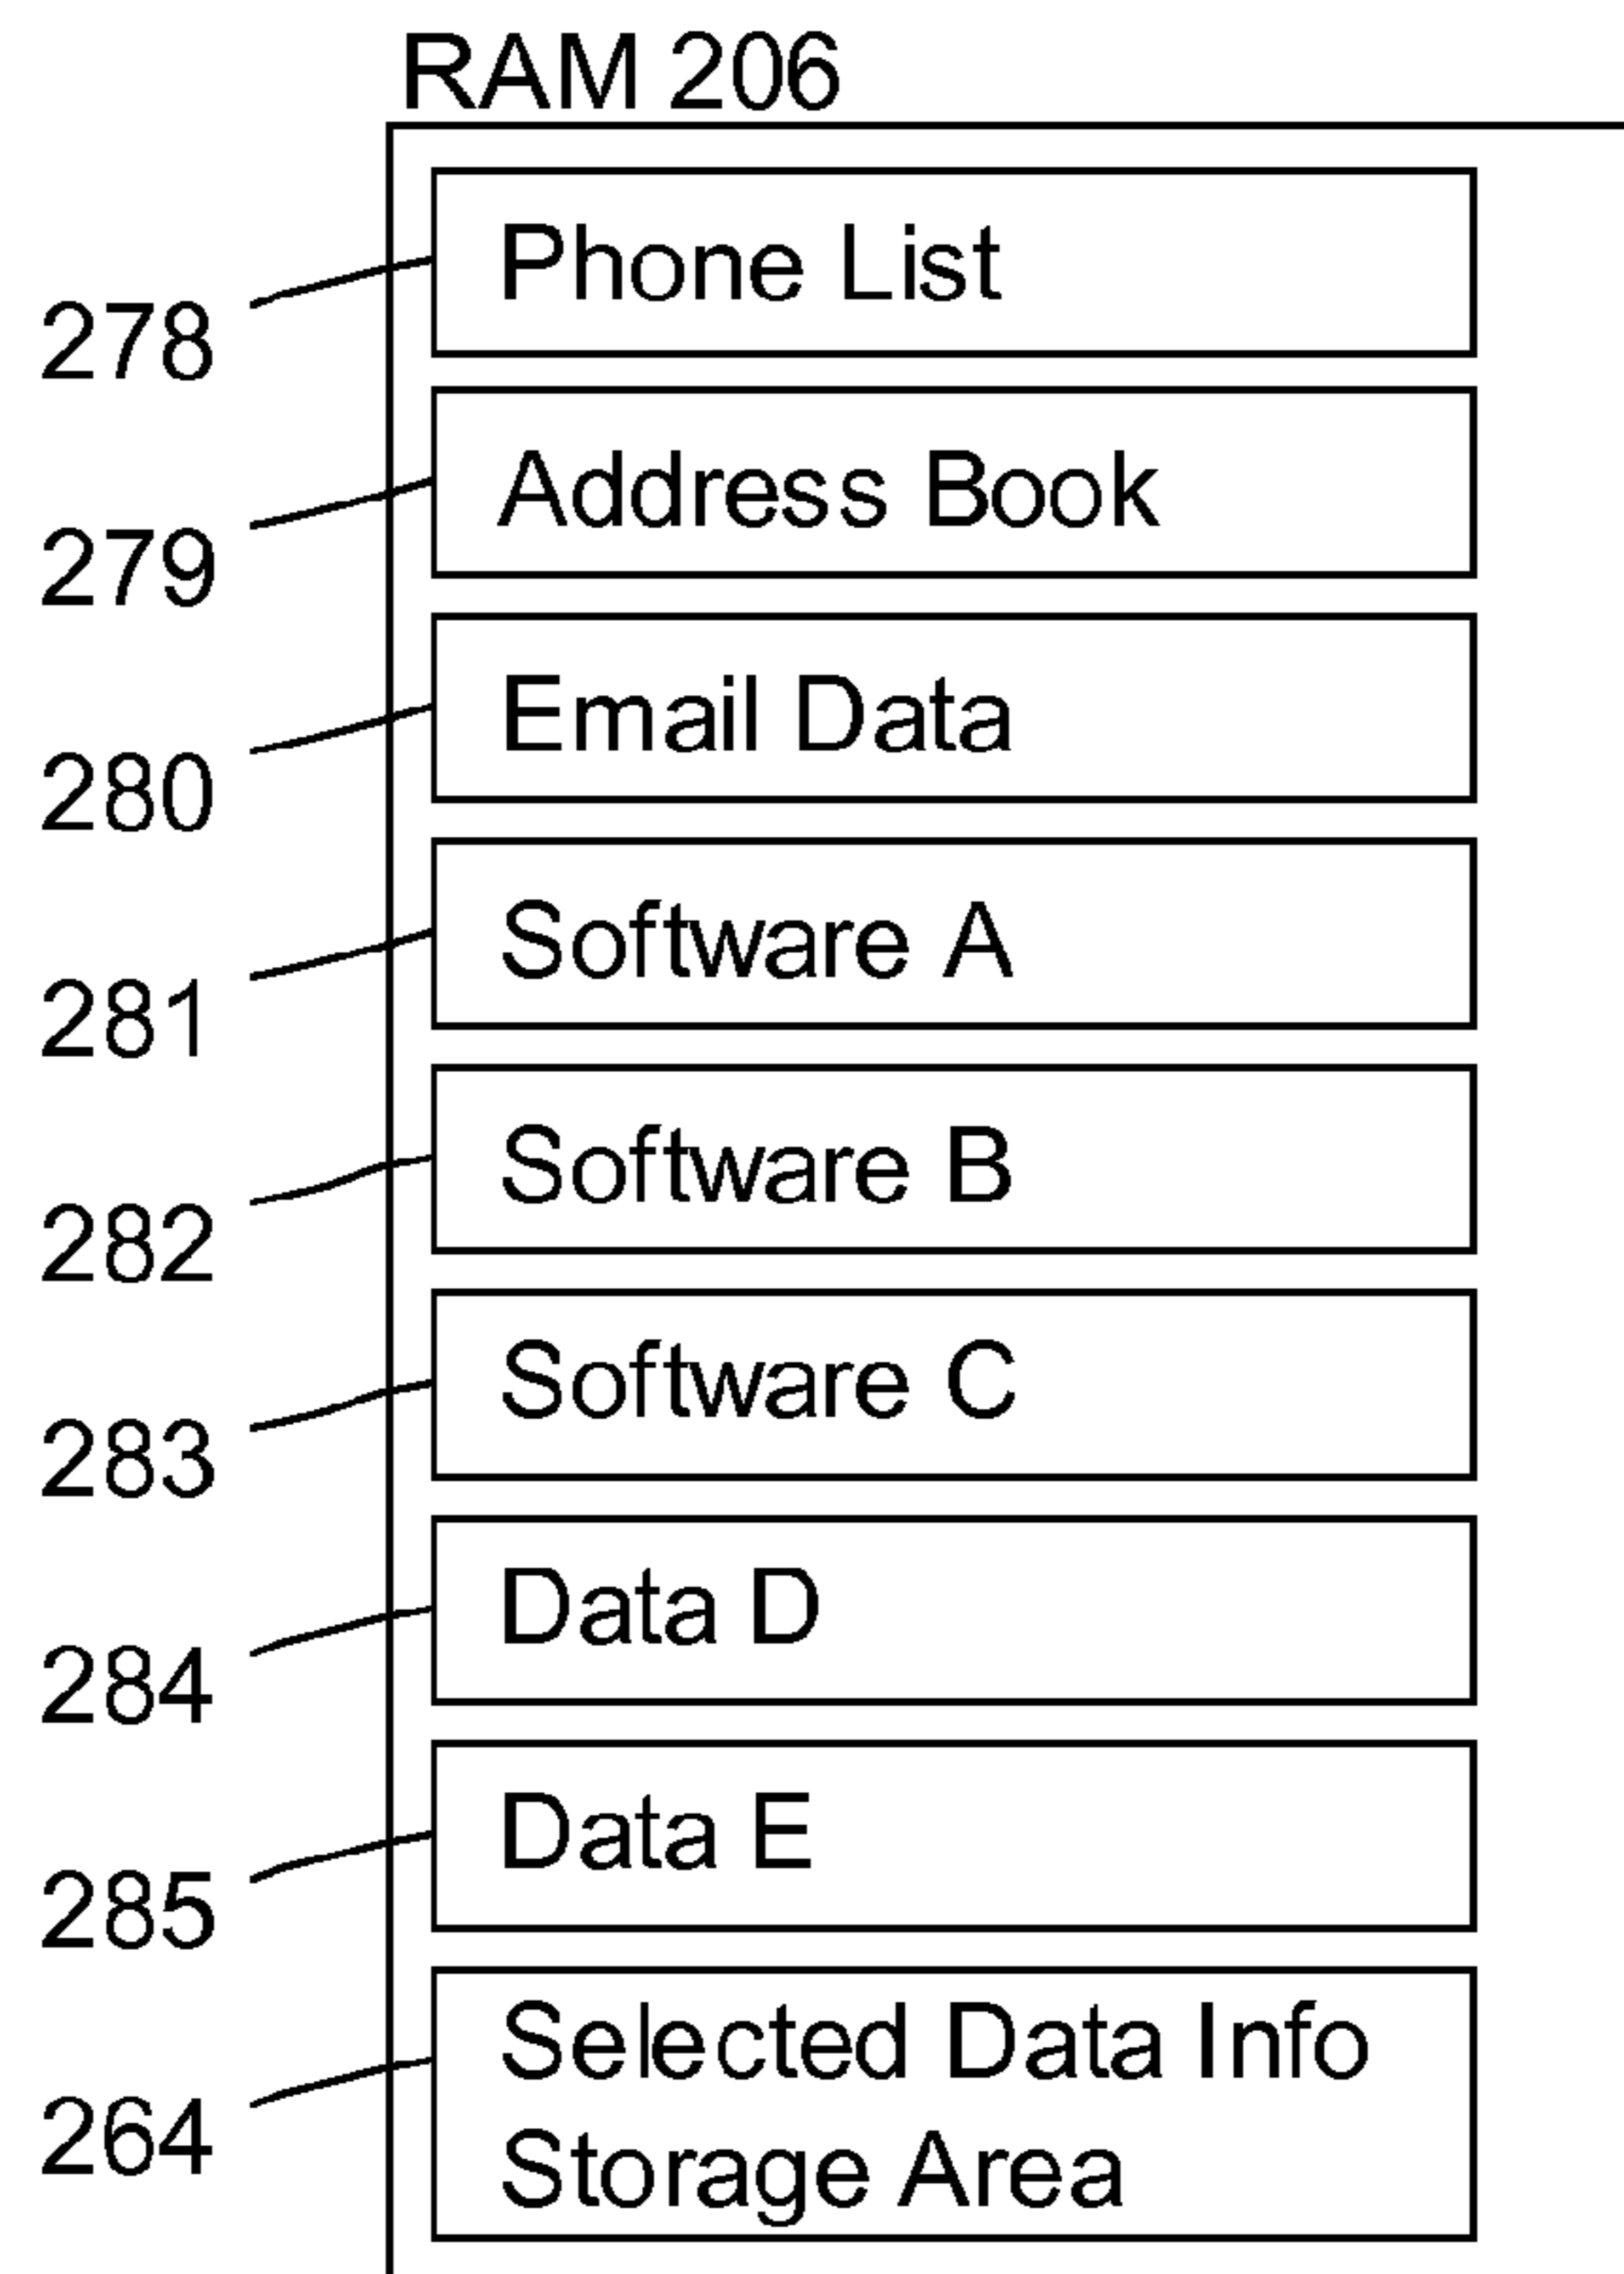 RAM 206
Phone List
278
Address Book
279
Email Data
280
Software A
281
Software B
282
Software C
283
Data D
284
Data E
285
Selected Data Info
Storage Area
264